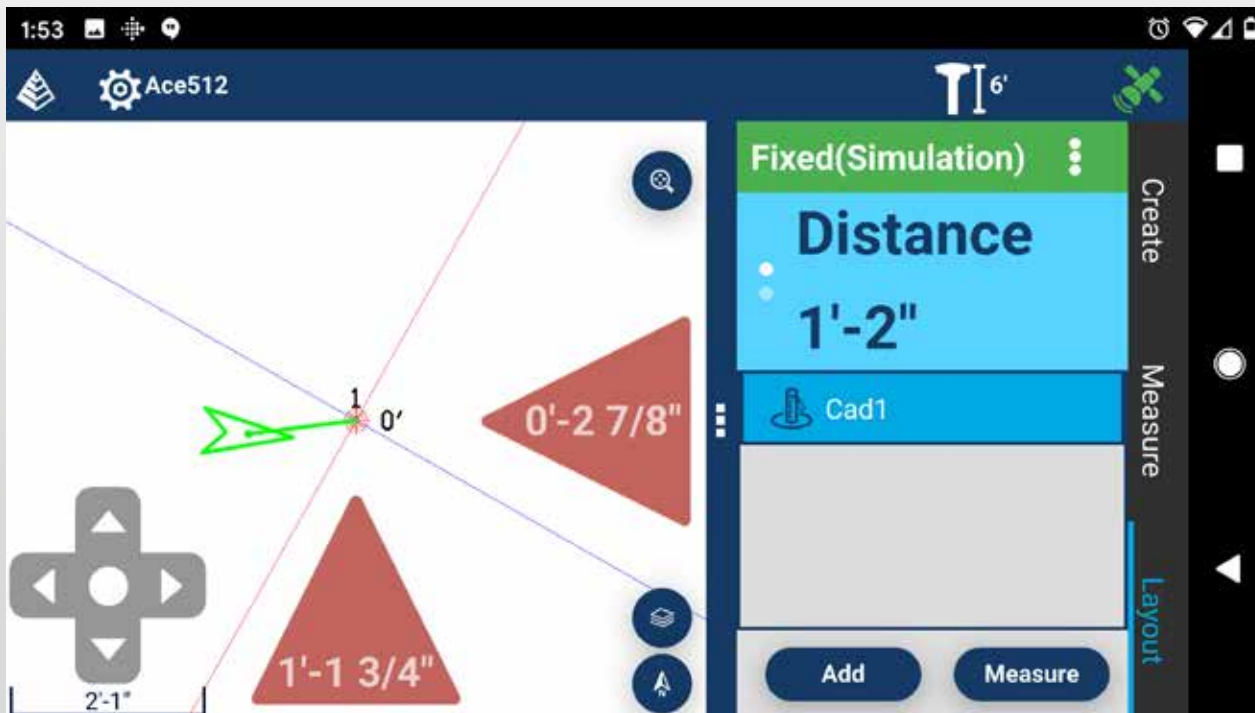 1:53
Ace512
6'
Fixed(Simulation)
Distance
1'-2"
Cad1
1
0'
0'-2 7/8"
1'-1 3/4"
2'-1"
N
Add
Measure
Create
Measure
Layout